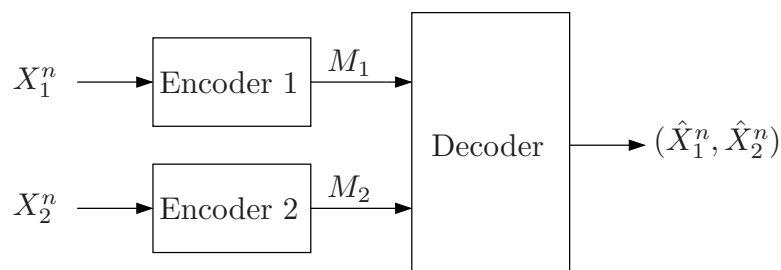 $X_1^n$ Encoder 1 $M_1$
Decoder $(\hat{X}_1^n, \hat{X}_2^n)$
$X_2^n$ Encoder 2 $M_2$